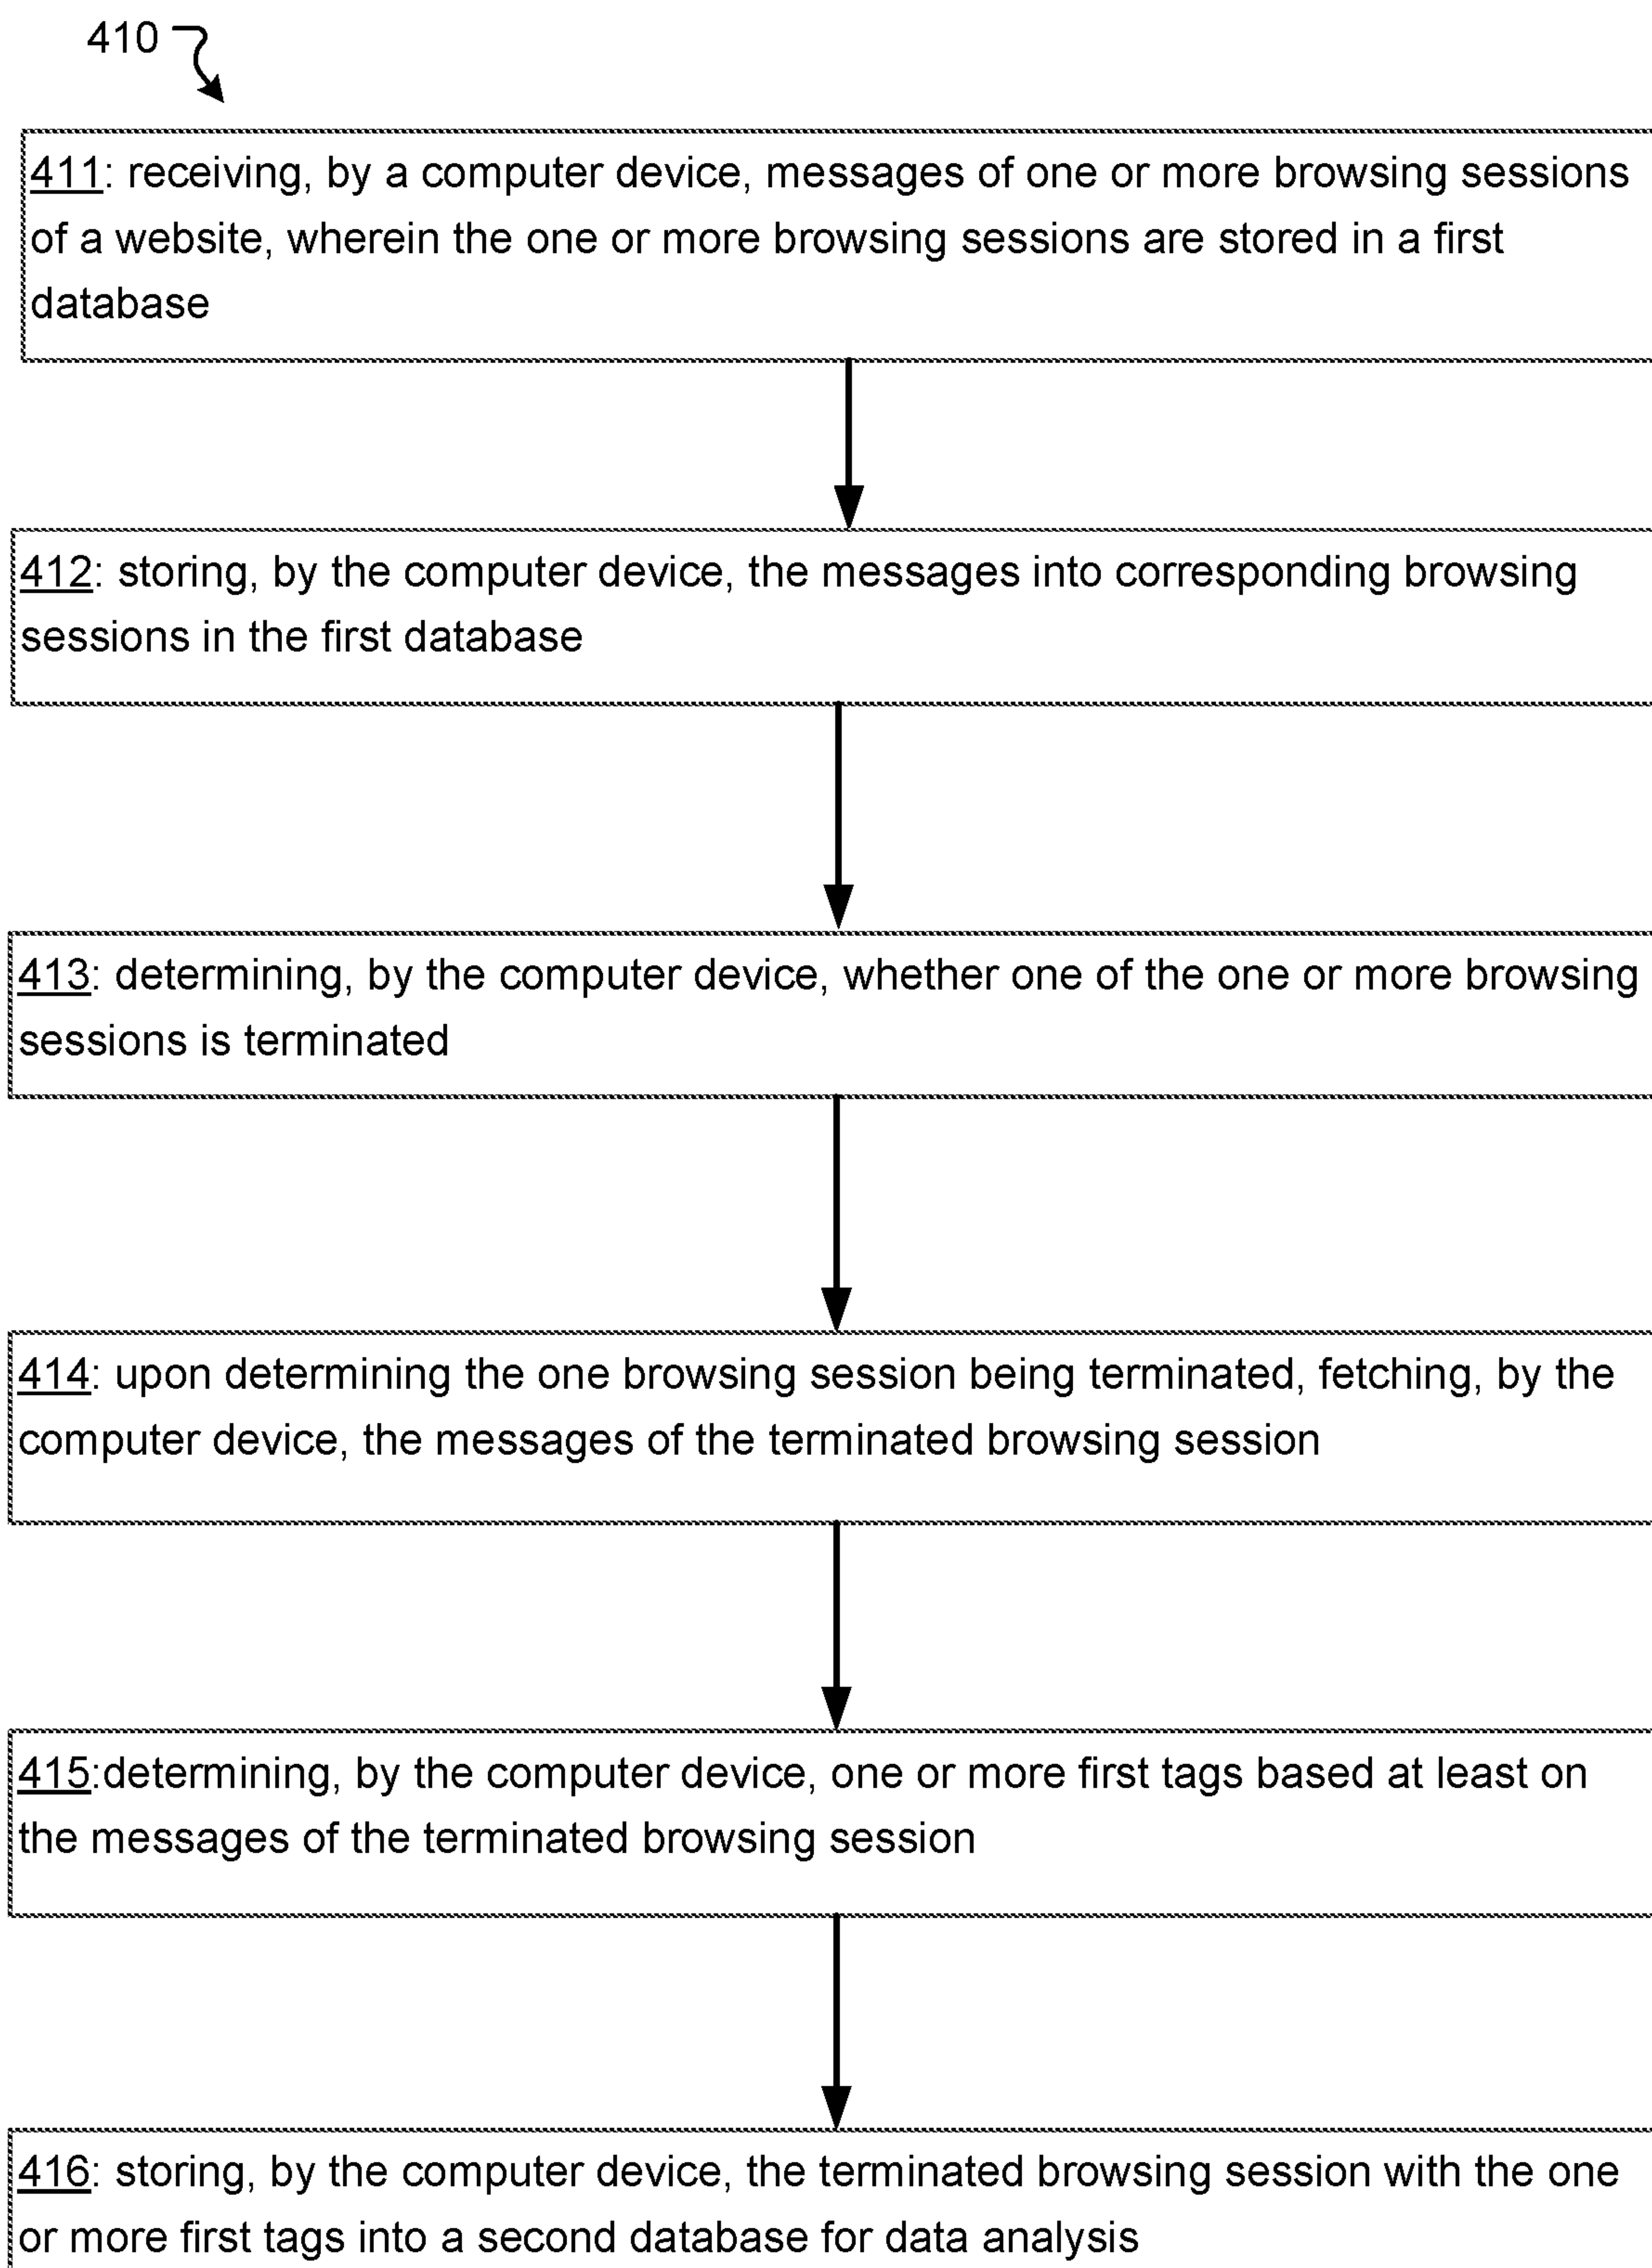 410
411: receiving, by a computer device, messages of one or more browsing sessions
of a website, wherein the one or more browsing sessions are stored in a first
database
412: storing, by the computer device, the messages into corresponding browsing
sessions in the first database
413: determining, by the computer device, whether one of the one or more browsing
sessions is terminated
414: upon determining the one browsing session being terminated, fetching, by the
computer device, the messages of the terminated browsing session
415:determining, by the computer device, one or more first tags based at least on
the messages of the terminated browsing session
416: storing, by the computer device, the terminated browsing session with the one
or more first tags into a second database for data analysis